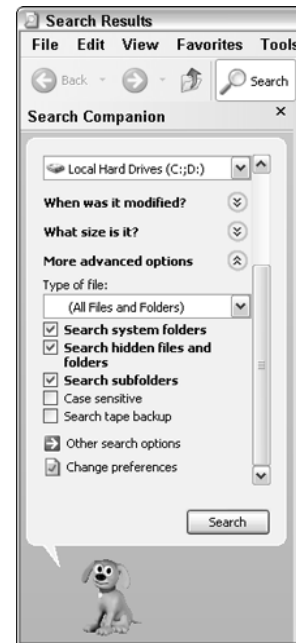 Search Results
File Edit View Favorites Tools
Back Search
Search Companion
Local Hard Drives (C:;D:)
When was it modified?
What size is it?
More advanced options
Type of file:
(All Files and Folders)
Search system folders
Search hidden files and
folders
Search subfolders
Case sensitive
Search tape backup
Other search options
Change preferences
Search